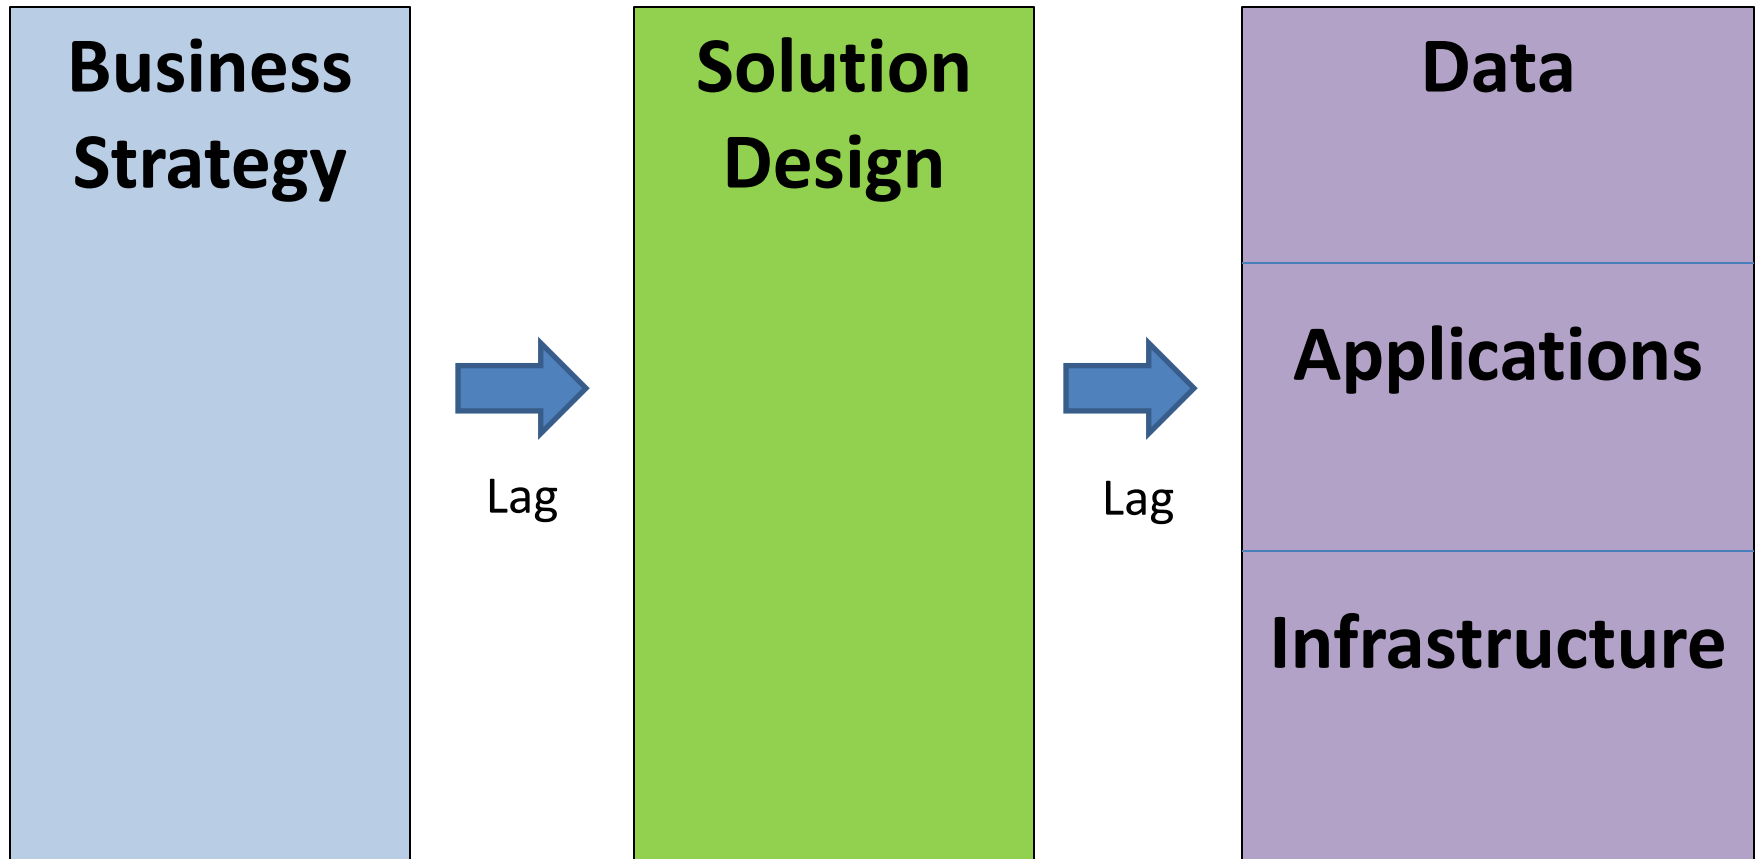 Business
Strategy
Lag
Solution
Design
Lag
Data
Applications
Infrastructure